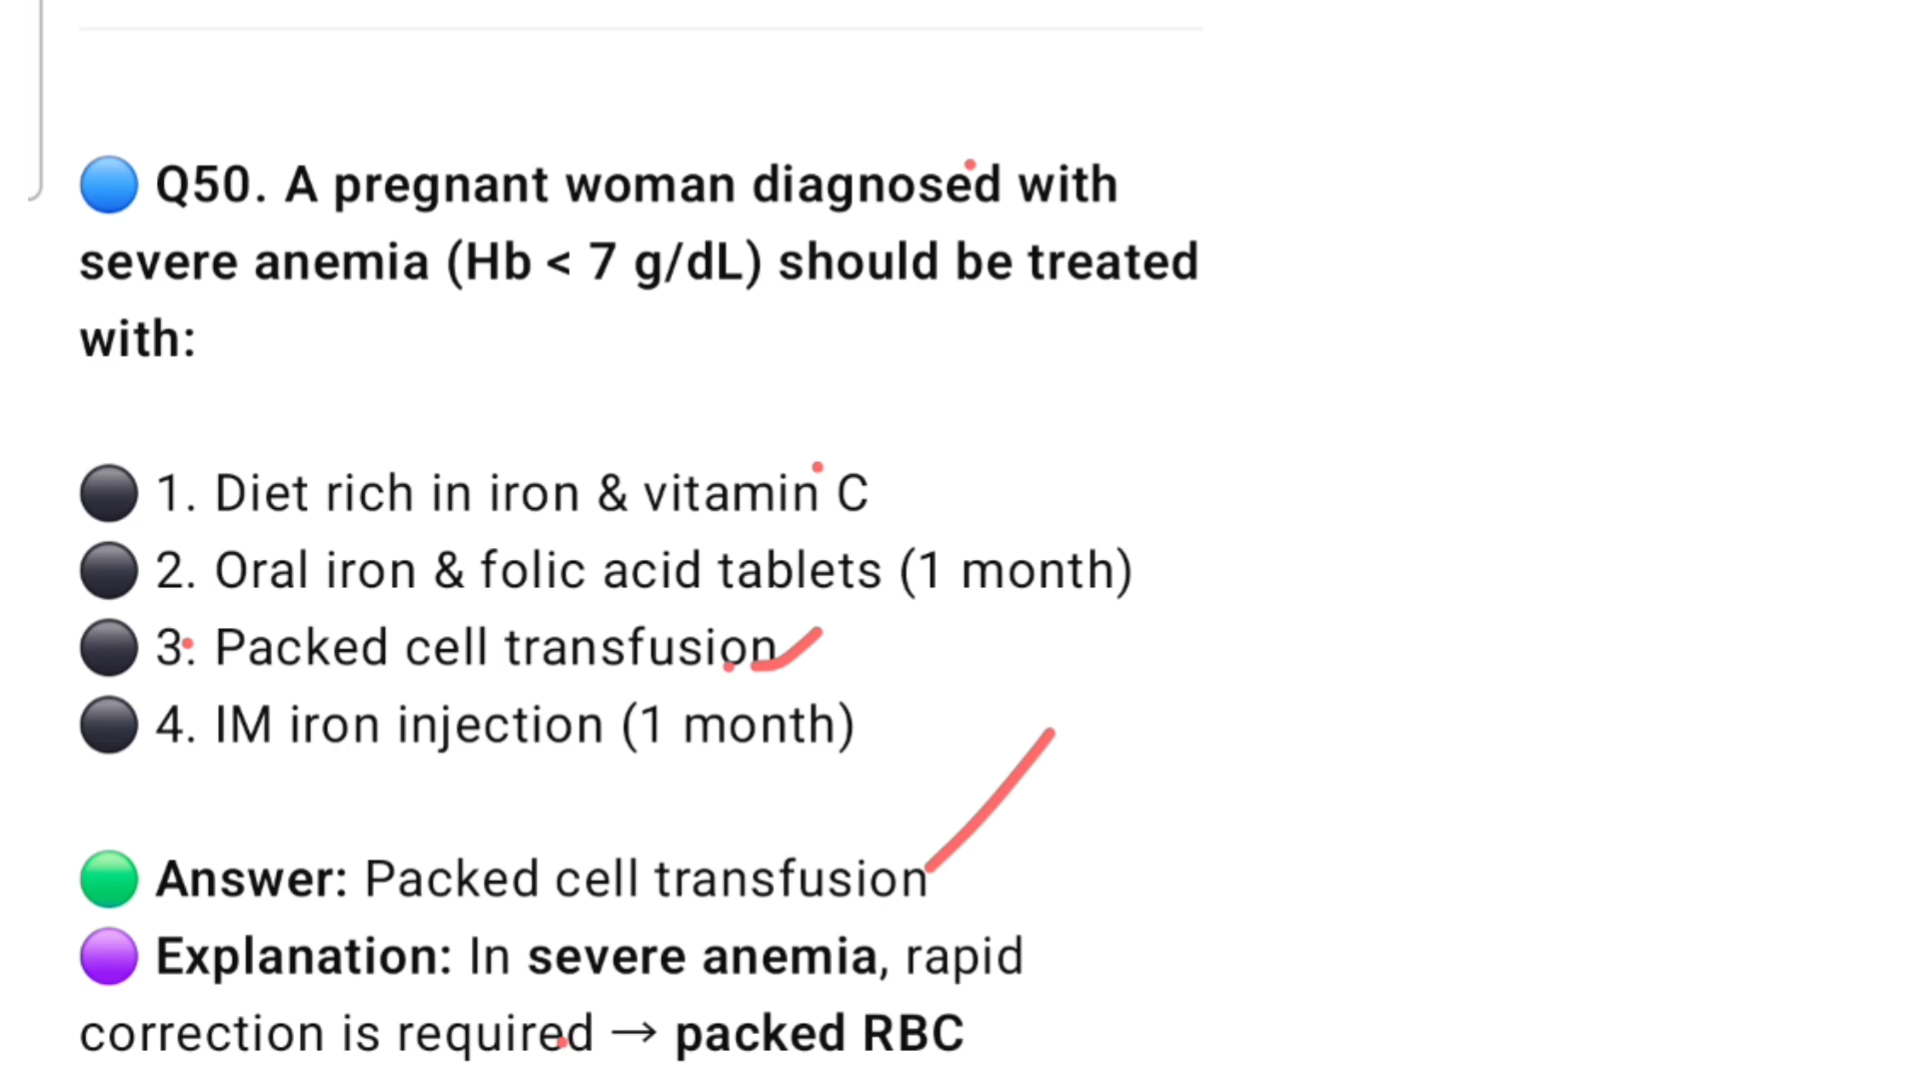 Q50. A pregnant woman diagnosed with
severe anemia (Hb < 7 g/dL) should be treated
with:
1. Diet rich in iron & vitamin C
2. Oral iron & folic acid tablets (1 month)
3. Packed cell transfusion
4. IM iron injection (1 month)
Answer: Packed cell transfusion
Explanation: In severe anemia, rapid
correction is required → packed RBC